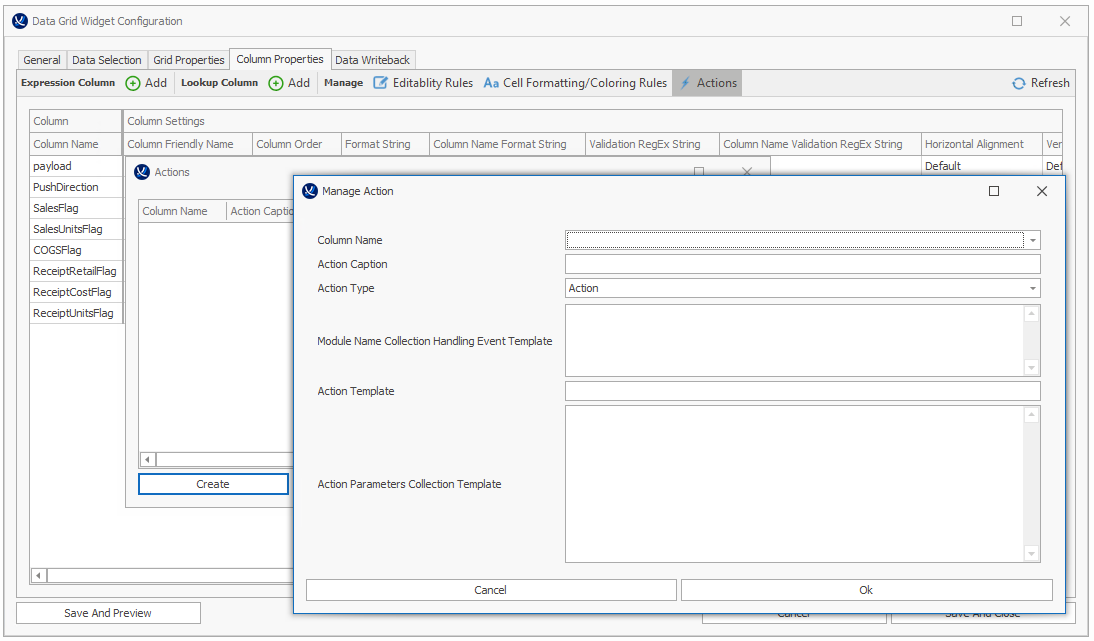 Data Grid Widget Configuration
General Data Selection Grid Properties Column Properties Data Writeback
Expression Column Add Lookup Column Add Manage Editablity Rules Aa Cell Formatting/Coloring Rules Actions Refresh
Column Column Settings
Column Name Column Friendly Name Column Order Format String Column Name Format String Validation RegEx String Column Name Validation RegEx String Horizontal Alignment Ver
payload Default Def
PushDirection
SalesFlag
SalesUnitsFlag
COGSFlag
ReceiptRetailFlag
ReceiptCostFlag
ReceiptUnitsFlag
Actions
Column Name Action Captio
Create
Manage Action
Column Name
Action Caption
Action Type Action
Module Name Collection Handling Event Template
Action Template
Action Parameters Collection Template
Cancel Ok
Save And Preview Cancel Save And Close